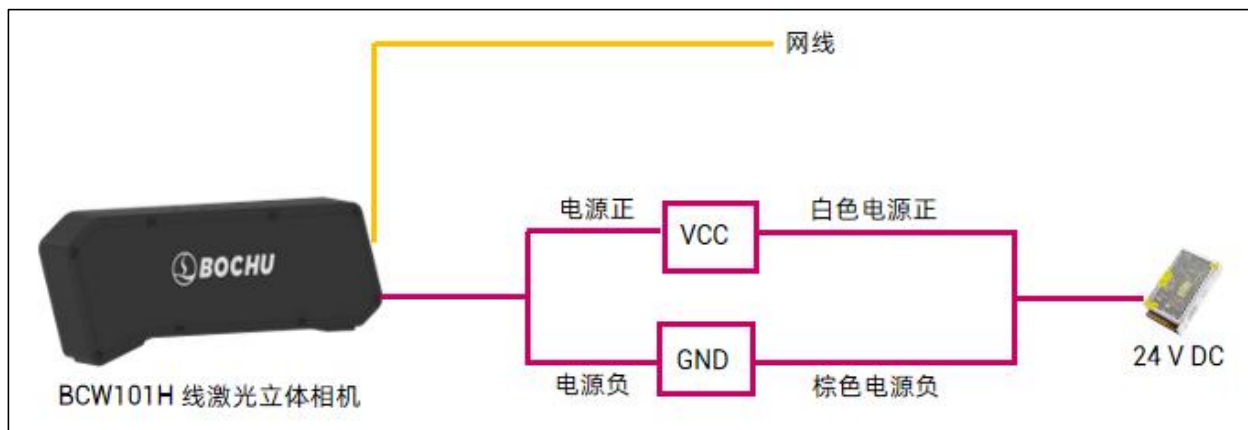 网线
电源正
VCC
白色电源正
BOCHU
电源负
GND
棕色电源负
24 V DC
BCW101H 线激光立体相机